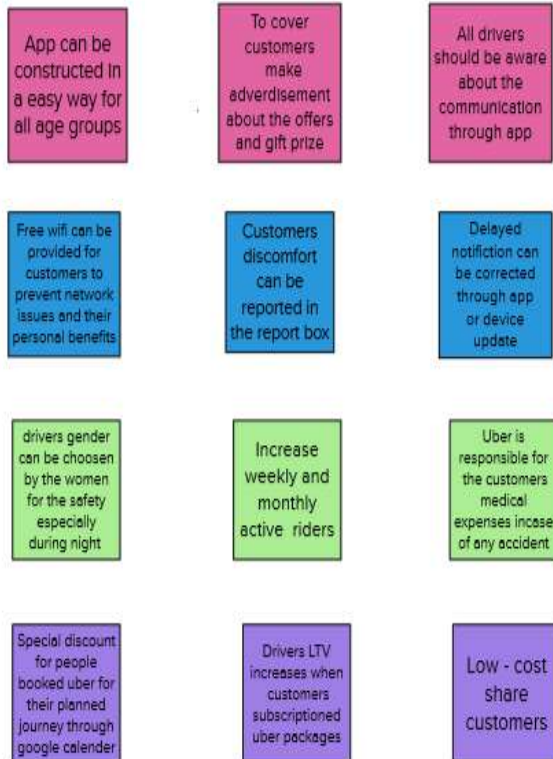 App can be
constructed in
a easy way for
all age groups
To cover
customers
make
adverdisement
about the offers
and gift prize
All drivers
should be aware
about the
communication
through app
Free wifi can be
provided for
customers to
prevent network
issues and their
personal benefits
Customers
discomfort
can be
reported in
the report box
Delayed
notifiction can
be corrected
through app
or device
update
drivers gender
can be choosen
by the women
for the safety
especially
during night
Increase
weekly and
monthly
active riders
Uber is
responsible for
the customers
medical
expenses incase
of any accident
Special discount
for people
booked uber for
their planned
journey through
google calender
Drivers LTV
increases when
customers
subscriptioned
uber packages
Low - cost
share
customers